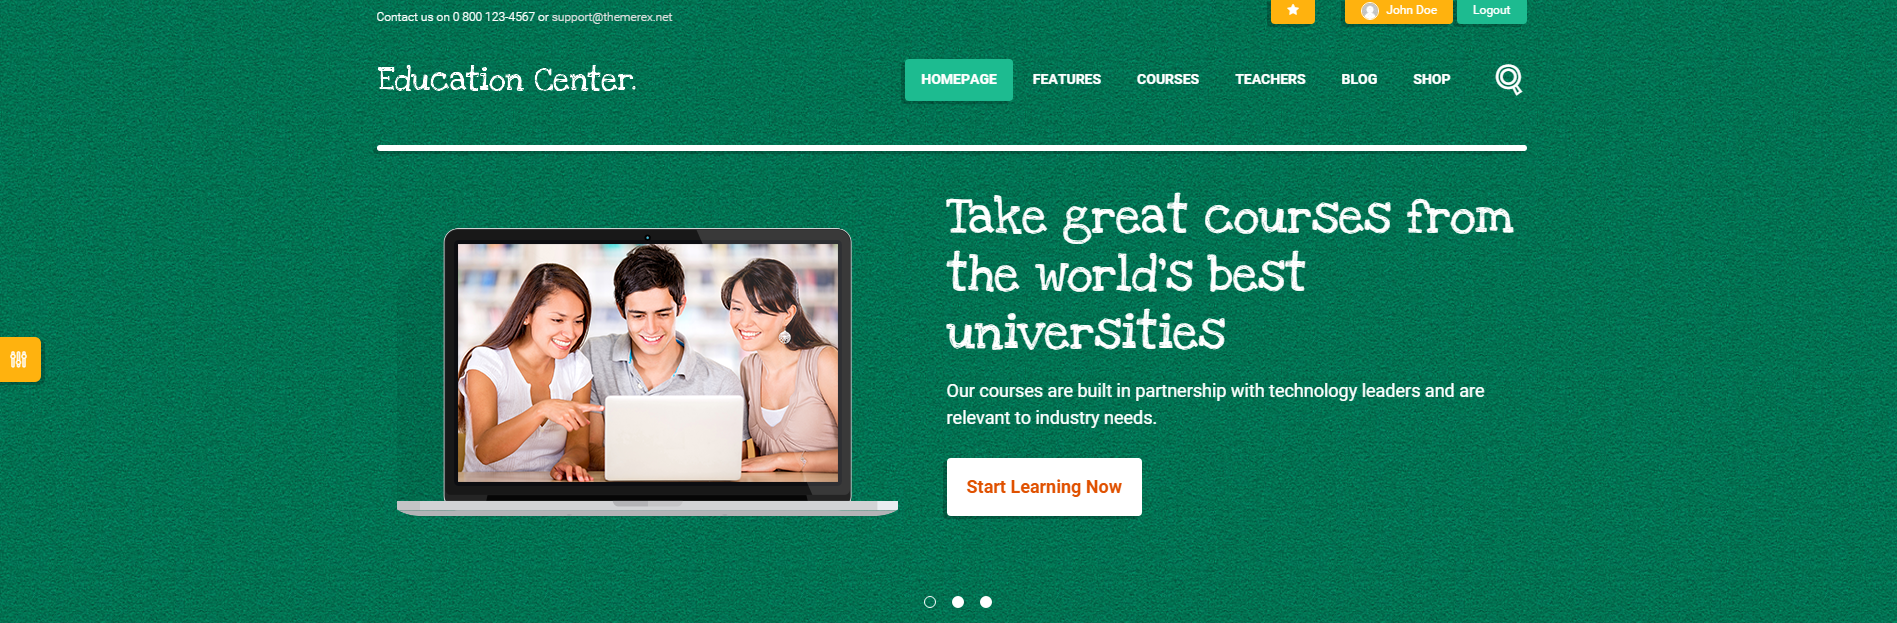 Contact us on 0 800 123-4567 or support@themerex.net
John Doe
Logout
Education Center.
HOMEPAGE
FEATURES
COURSES
TEACHERS
BLOG
SHOP
Take great courses from
the world's best
universities
Our courses are built in partnership with technology leaders and are
relevant to industry needs.
Start Learning Now